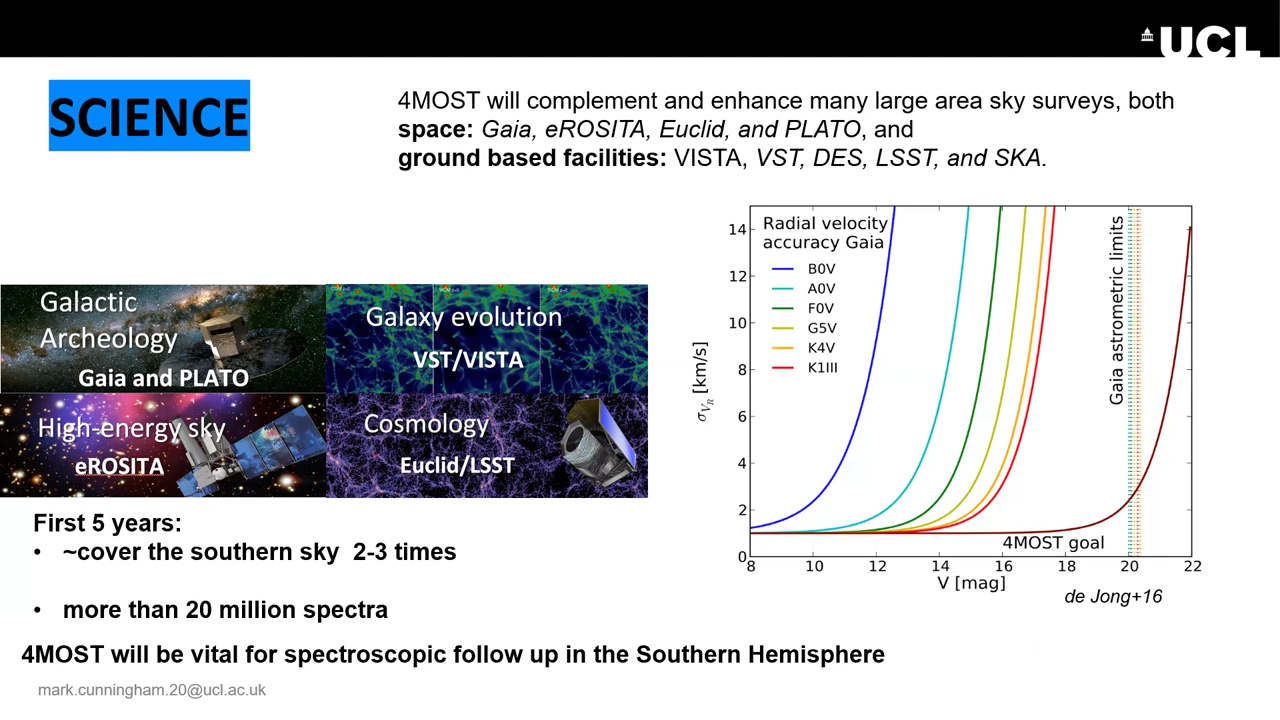 UCL
SCIENCE
4MOST will complement and enhance many large area sky surveys, both
space: Gaia, eROSITA, Euclid, and PLATO, and
ground based facilities: VISTA, VST, DES, LSST, and SKA.
Galactic
Archeology
Gaia and PLATO
Galaxy evolution
VST/VISTA
High-energy sky
eROSITA
Cosmology
Euclid/LSST
Radial velocity
accuracy Gaia
B0V
A0V
F0V
G5V
K4V
K1III
Gaia astrometric limits
4MOST goal
σVR [km/s]
14
12
10
8
6
4
2
0
8 10 12 14 16 18 20 22
V [mag]
de Jong+16
First 5 years:
• ~cover the southern sky 2-3 times
• more than 20 million spectra
4MOST will be vital for spectroscopic follow up in the Southern Hemisphere
mark.cunningham.20@ucl.ac.uk